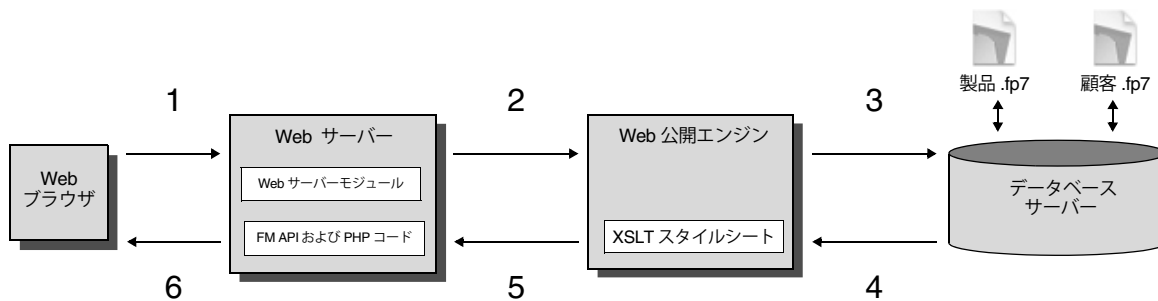 製品 .fp7
顧客 .fp7
1
2
3
Web
ブラウザ
Web サーバー
Web サーバーモジュール
FM API および PHP コード
Web 公開エンジン
XSLT スタイルシート
データベース
サーバー
6
5
4